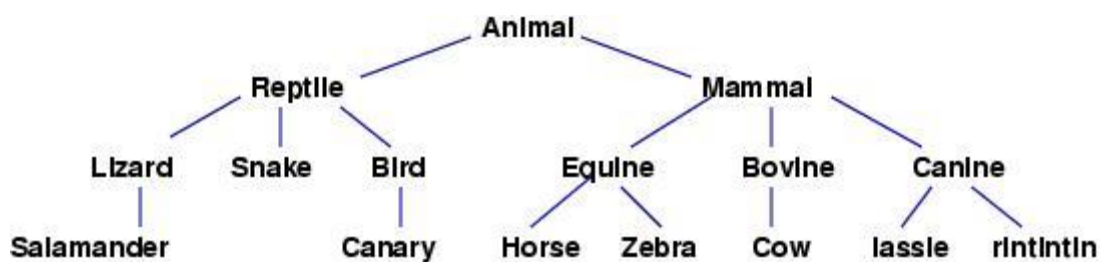 Animal
Reptile Mammal
Lizard Snake Bird Equine Bovine Canine
Salamander Canary Horse Zebra Cow lassie rintintin